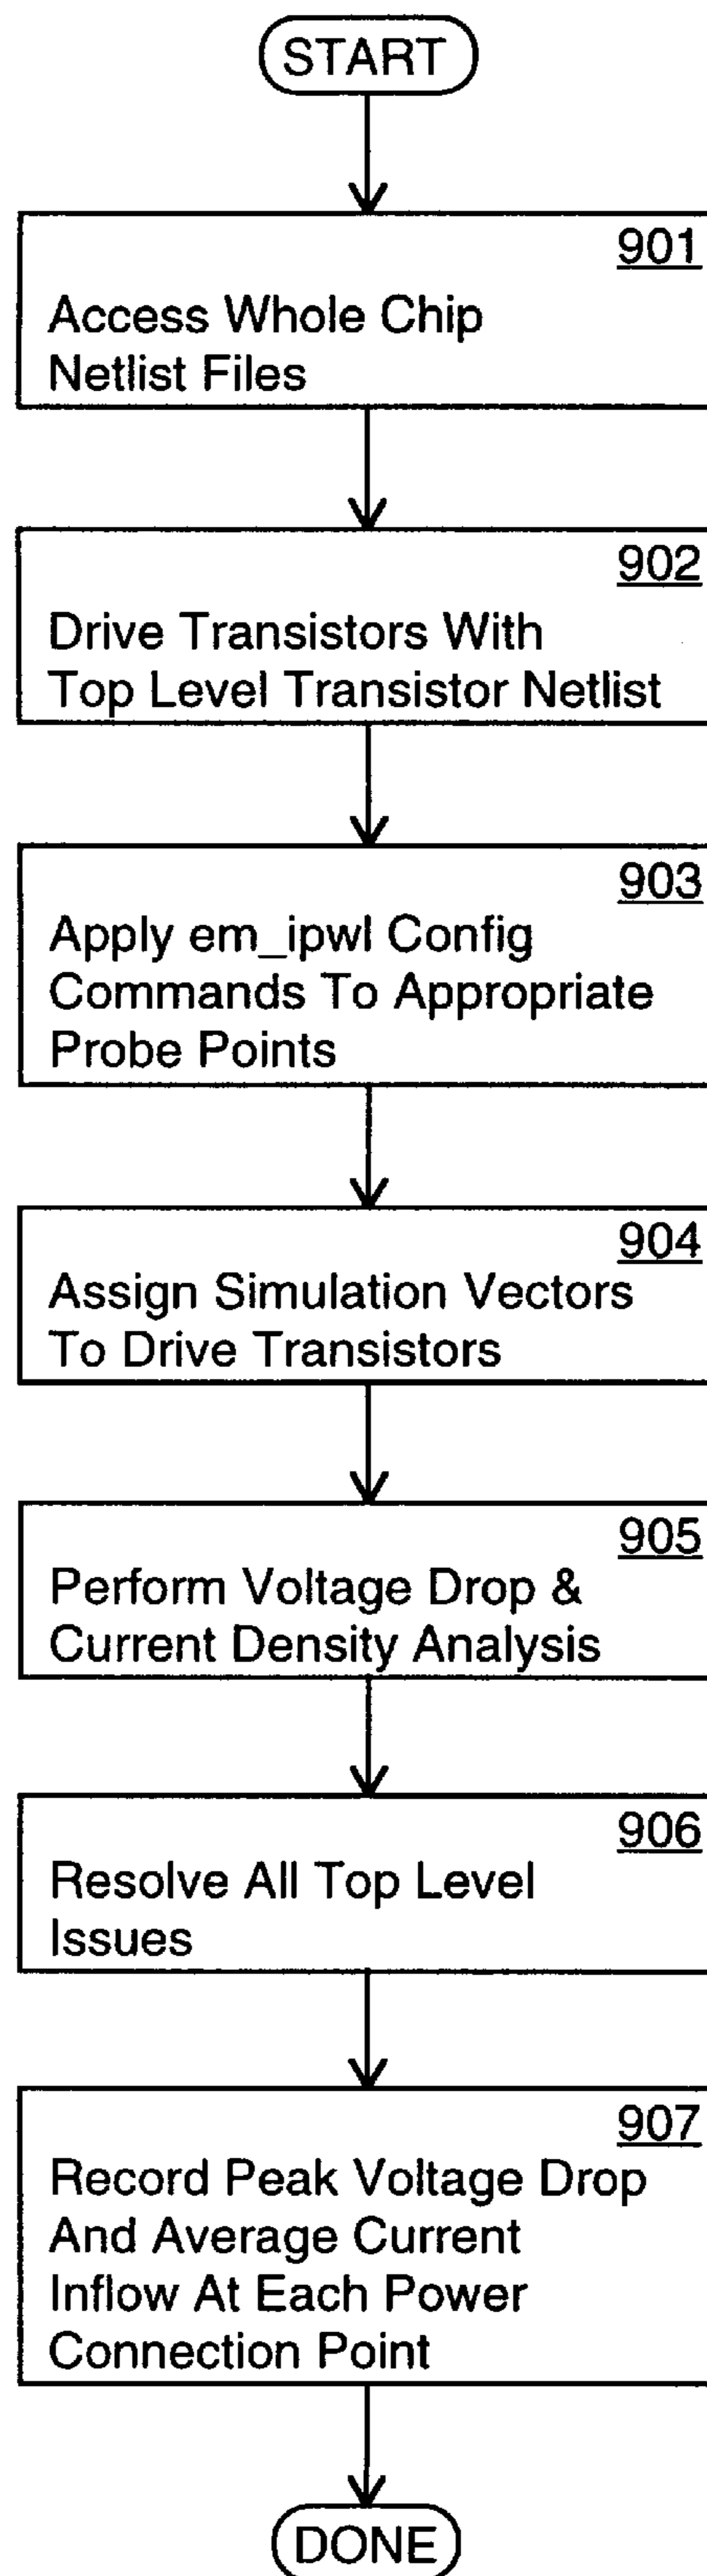 START
901
Access Whole Chip
Netlist Files
902
Drive Transistors With
Top Level Transistor Netlist
903
Apply em_ipwl Config
Commands To Appropriate
Probe Points
904
Assign Simulation Vectors
To Drive Transistors
905
Perform Voltage Drop &
Current Density Analysis
906
Resolve All Top Level
Issues
907
Record Peak Voltage Drop
And Average Current
Inflow At Each Power
Connection Point
DONE